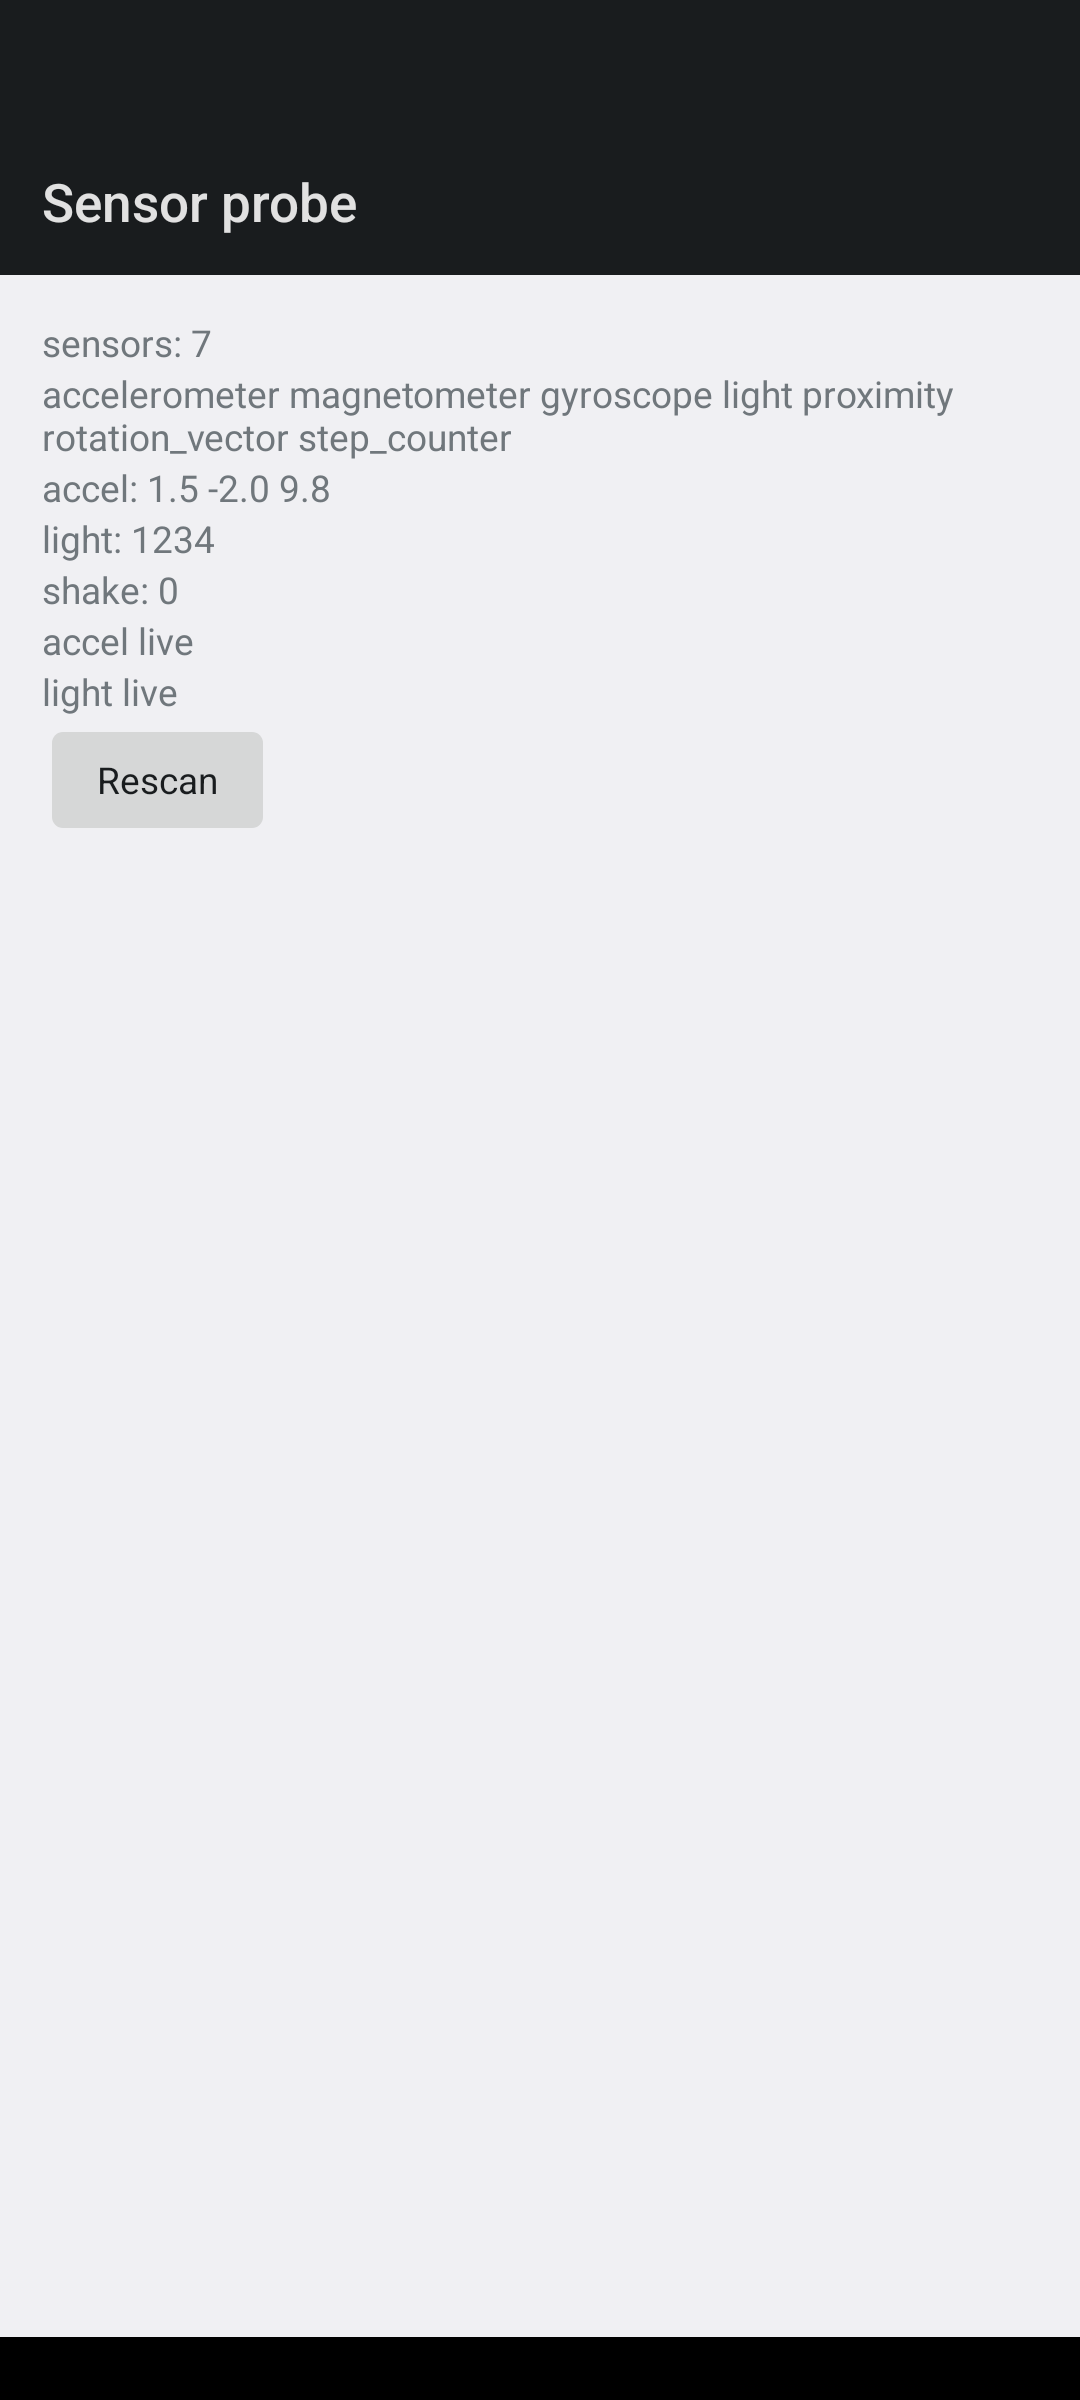 Sensor probe
sensors: 7
accelerometer magnetometer gyroscope light proximity
rotation_vector step_counter
accel: 1.5 -2.0 9.8
light: 1234
shake: 0
accel live
light live
Rescan